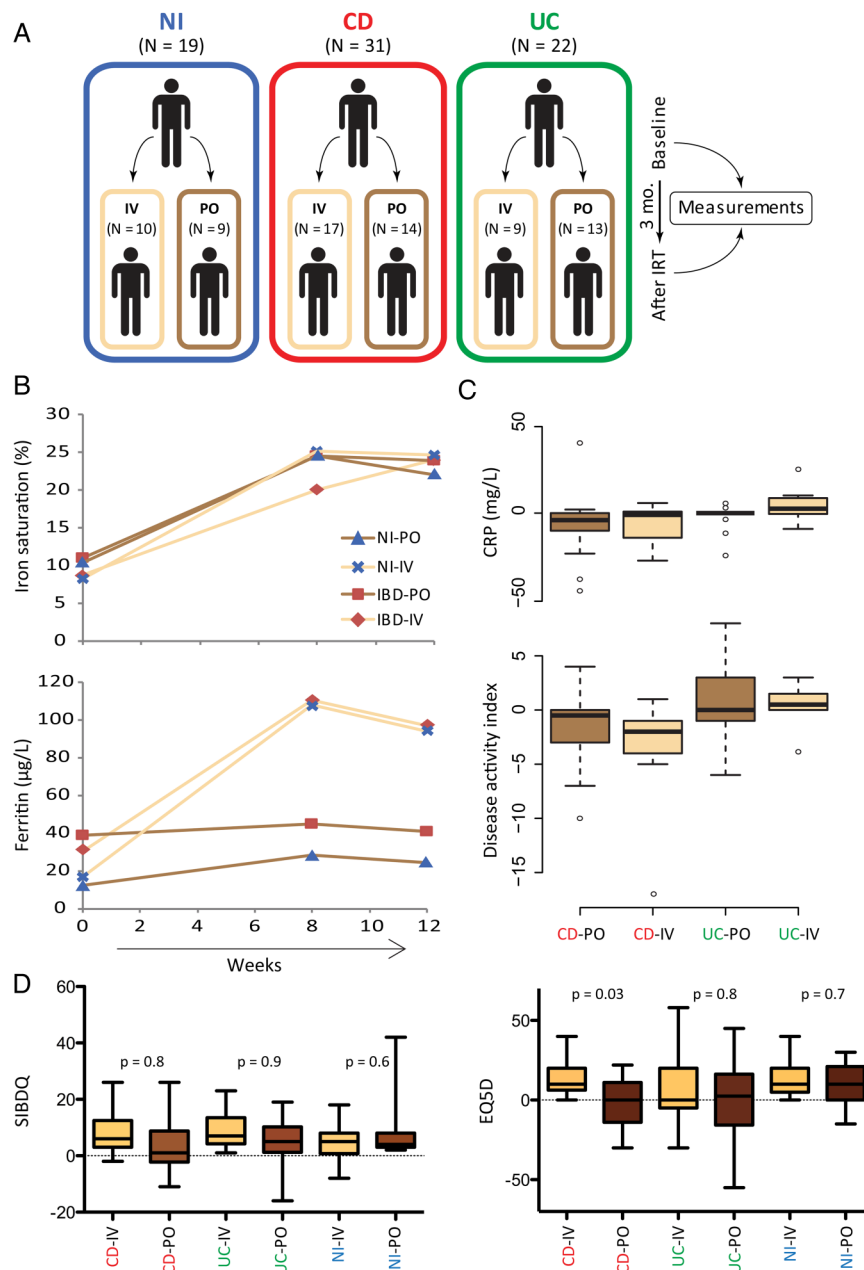 A
NI
(N = 19)
CD
(N = 31)
UC
(N = 22)
IV
(N = 10)
PO
(N = 9)
IV
(N = 17)
PO
(N = 14)
IV
(N = 9)
PO
(N = 13)
Baseline
3 mo.
After IRT
Measurements
B
Iron saturation (%)
30
25
20
15
10
5
0
NI-PO
NI-IV
IBD-PO
IBD-IV
Ferritin (µg/L)
120
100
80
60
40
20
0
0
2
4
6
8
10
12
Weeks
C
CRP (mg/L)
50
0
−50
Disease activity index
5
0
−5
−10
−15
CD-PO
CD-IV
UC-PO
UC-IV
D
SIBDQ
60
40
20
0
-20
p = 0.8
p = 0.9
p = 0.6
CD-IV
CD-PO
UC-IV
UC-PO
NI-IV
NI-PO
EQ5D
50
0
-50
p = 0.03
p = 0.8
p = 0.7
CD-IV
CD-PO
UC-IV
UC-PO
NI-IV
NI-PO